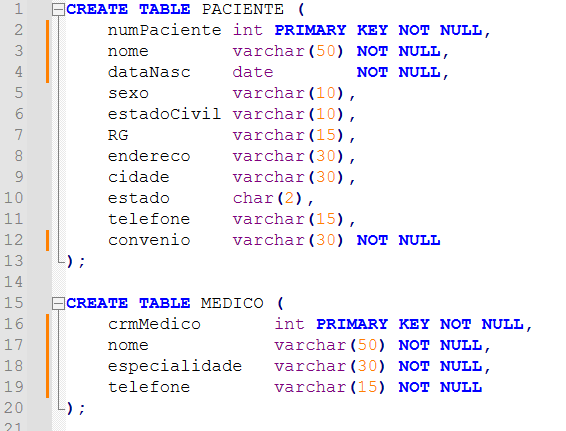 1 CREATE TABLE PACIENTE (
2 numPaciente int PRIMARY KEY NOT NULL,
3 nome varchar(50) NOT NULL,
4 dataNasc date NOT NULL,
5 sexo varchar(10),
6 estadoCivil varchar(10),
7 RG varchar(15),
8 endereco varchar(30),
9 cidade varchar(30),
10 estado char(2),
11 telefone varchar(15),
12 convenio varchar(30) NOT NULL
13 );
14
15 CREATE TABLE MEDICO (
16 crmMedico int PRIMARY KEY NOT NULL,
17 nome varchar(50) NOT NULL,
18 especialidade varchar(30) NOT NULL,
19 telefone varchar(15) NOT NULL
20 );
21